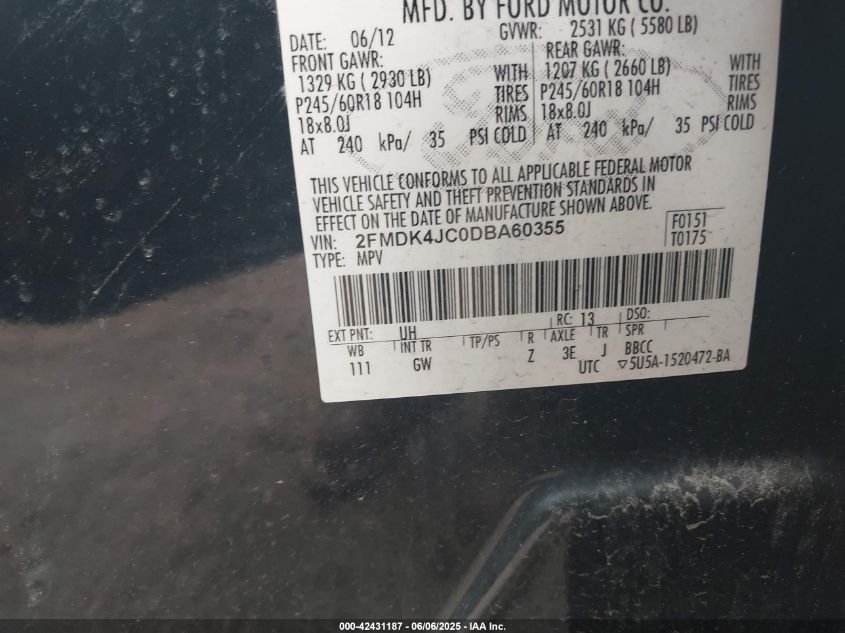 MFD. BY FORD MOTOR CO.
DATE: 06/12 GVWR: 2531 KG ( 5580 LB)
FRONT GAWR: REAR GAWR:
1329 KG ( 2930 LB) WITH 1207 KG ( 2660 LB) WITH
P245/60R18 104H TIRES P245/60R18 104H TIRES
18x8.0J RIMS 18x8.0J RIMS
AT 240 kPa/ 35 PSI COLD AT 240 kPa/ 35 PSI COLD
THIS VEHICLE CONFORMS TO ALL APPLICABLE FEDERAL MOTOR
VEHICLE SAFETY AND THEFT PREVENTION STANDARDS IN
EFFECT ON THE DATE OF MANUFACTURE SHOWN ABOVE.
VIN: 2FMDK4JC0DBA60355 F0151
TYPE: MPV T0175
EXT PNT: UH RC: 13 DSO:
WB INT TR TP/PS R AXLE TR SPR
111 GW Z 3E J BBCC
UTC ▽5U5A-1520472-BA
000-42431187 - 06/06/2025 - IAA Inc.